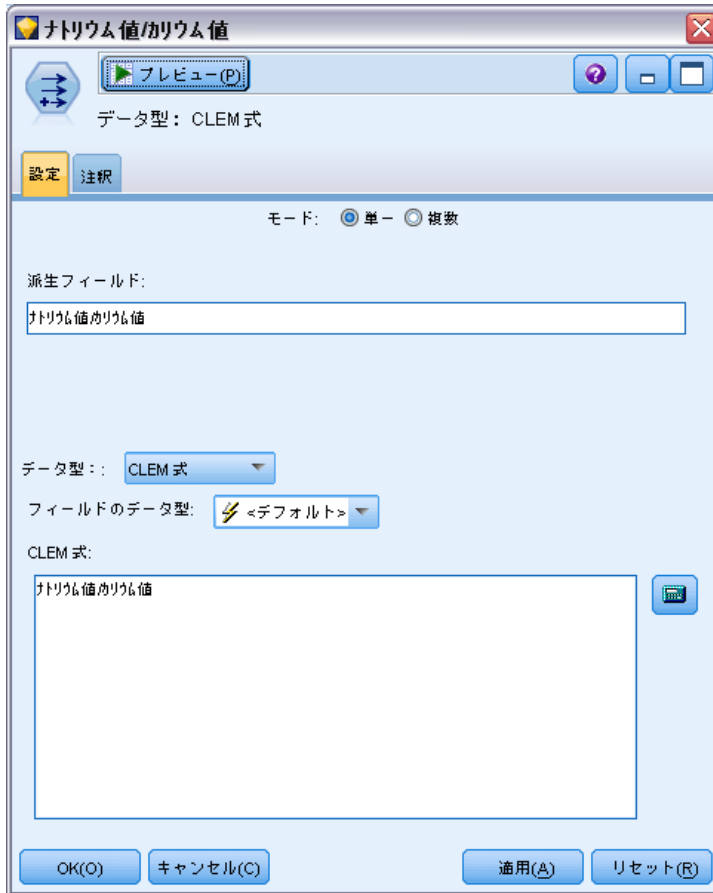 ナトリウム値/カリウム値
プレビュー(P)
データ型: CLEM 式
設定
注釈
モード: 単一 複数
派生フィールド:
ナトリウム値/カリウム値
データ型::
CLEM 式
フィールドのデータ型:
<デフォルト>
CLEM 式:
ナトリウム値/カリウム値
OK(O)
キャンセル(C)
適用(A)
リセット(R)